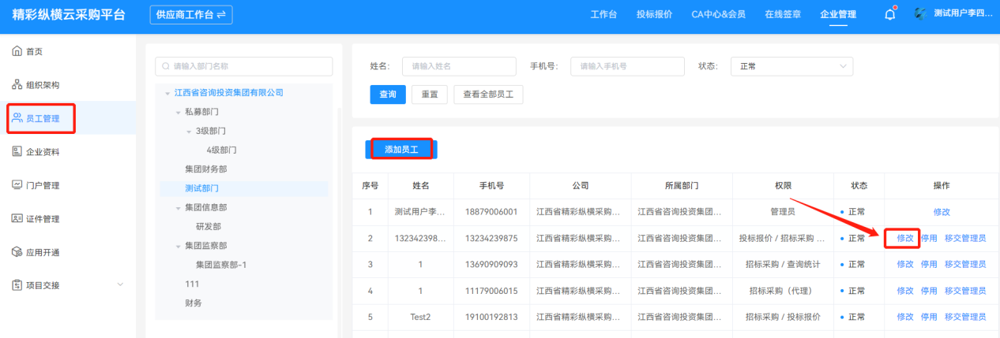 精彩纵横云采购平台 供应商工作台 工作台 投标报价 CA中心&会员 在线签章 企业管理 测试用户李四...
首页
组织架构
员工管理
企业资料
门户管理
证件管理
应用开通
项目交接
请输入部门名称
江西省咨询投资集团有限公司
私募部门
3级部门
4级部门
集团财务部
测试部门
集团信息部
研发部
集团监察部
集团监察部-1
111
财务
姓名: 请输入姓名 手机号: 请输入手机号 状态: 正常
查询 重置 查看全部员工
添加员工
序号 姓名 手机号 公司 所属部门 权限 状态 操作
1 测试用户李... 18879006001 江西省精彩纵横采购... 江西省咨询投资集团... 管理员 正常 修改
2 132342398... 13234239875 江西省精彩纵横采购... 江西省咨询投资集团... 投标报价 / 招标采购 ... 正常 修改 停用 移交管理员
3 1 13690909093 江西省精彩纵横采购... 江西省咨询投资集团... 招标采购 / 查询统计 正常 修改 停用 移交管理员
4 1 11179006015 江西省精彩纵横采购... 江西省咨询投资集团... 招标采购（代理） 正常 修改 停用 移交管理员
5 Test2 19100192813 江西省精彩纵横采购... 江西省咨询投资集团... 招标采购 / 投标报价 正常 修改 停用 移交管理员